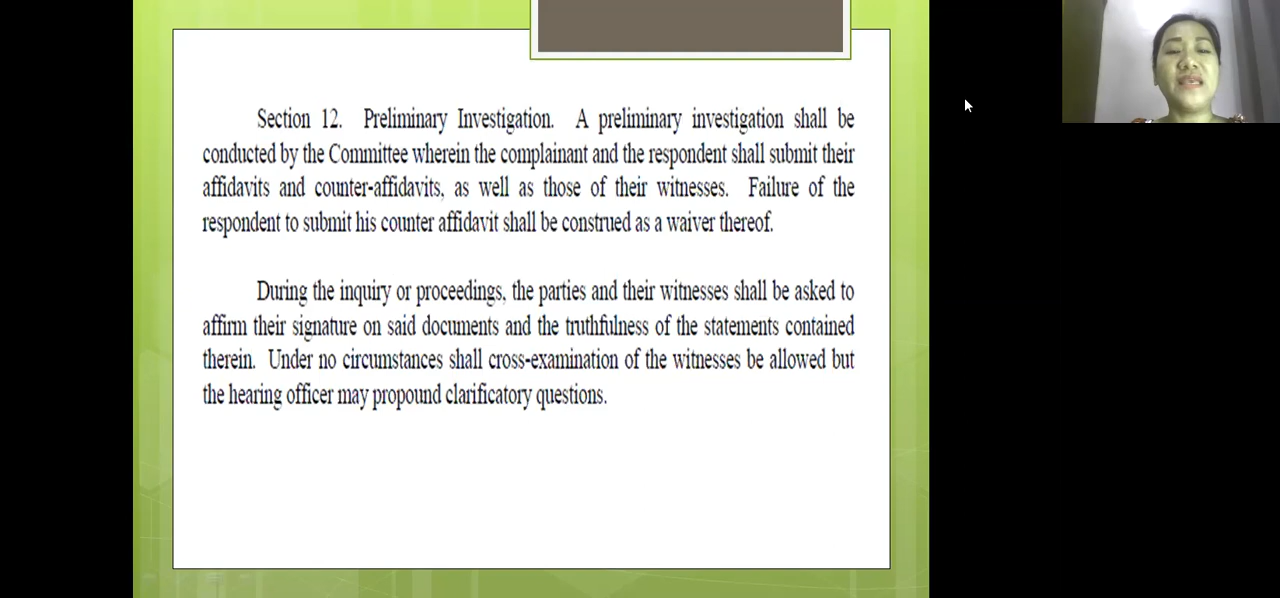 Section 12. Preliminary Investigation. A preliminary investigation shall be
conducted by the Committee wherein the complainant and the respondent shall submit their
affidavits and counter-affidavits, as well as those of their witnesses. Failure of the
respondent to submit his counter affidavit shall be construed as a waiver thereof.
During the inquiry or proceedings, the parties and their witnesses shall be asked to
affirm their signature on said documents and the truthfulness of the statements contained
therein. Under no circumstances shall cross-examination of the witnesses be allowed but
the hearing officer may propound clarificatory questions.